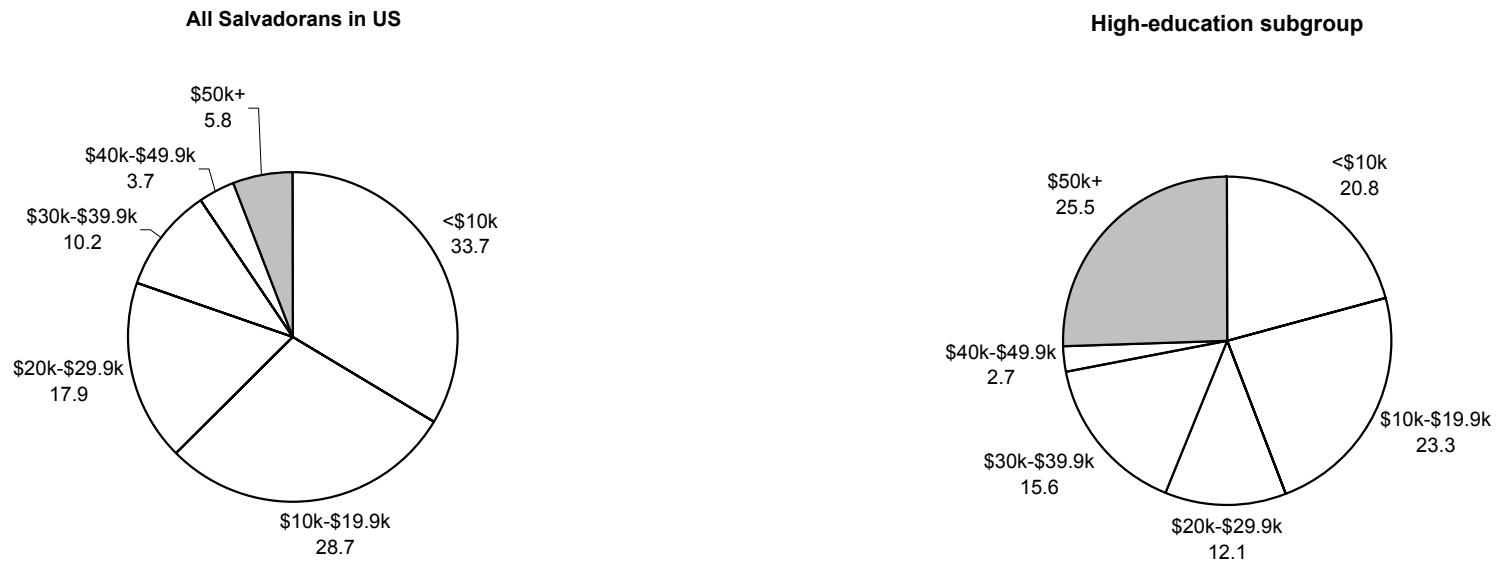 All Salvadorans in US
$50k+
5.8
$40k-$49.9k
3.7
$30k-$39.9k
10.2
<$10k
33.7
$20k-$29.9k
17.9
$10k-$19.9k
28.7
High-education subgroup
<$10k
20.8
$50k+
25.5
$40k-$49.9k
2.7
$10k-$19.9k
23.3
$30k-$39.9k
15.6
$20k-$29.9k
12.1